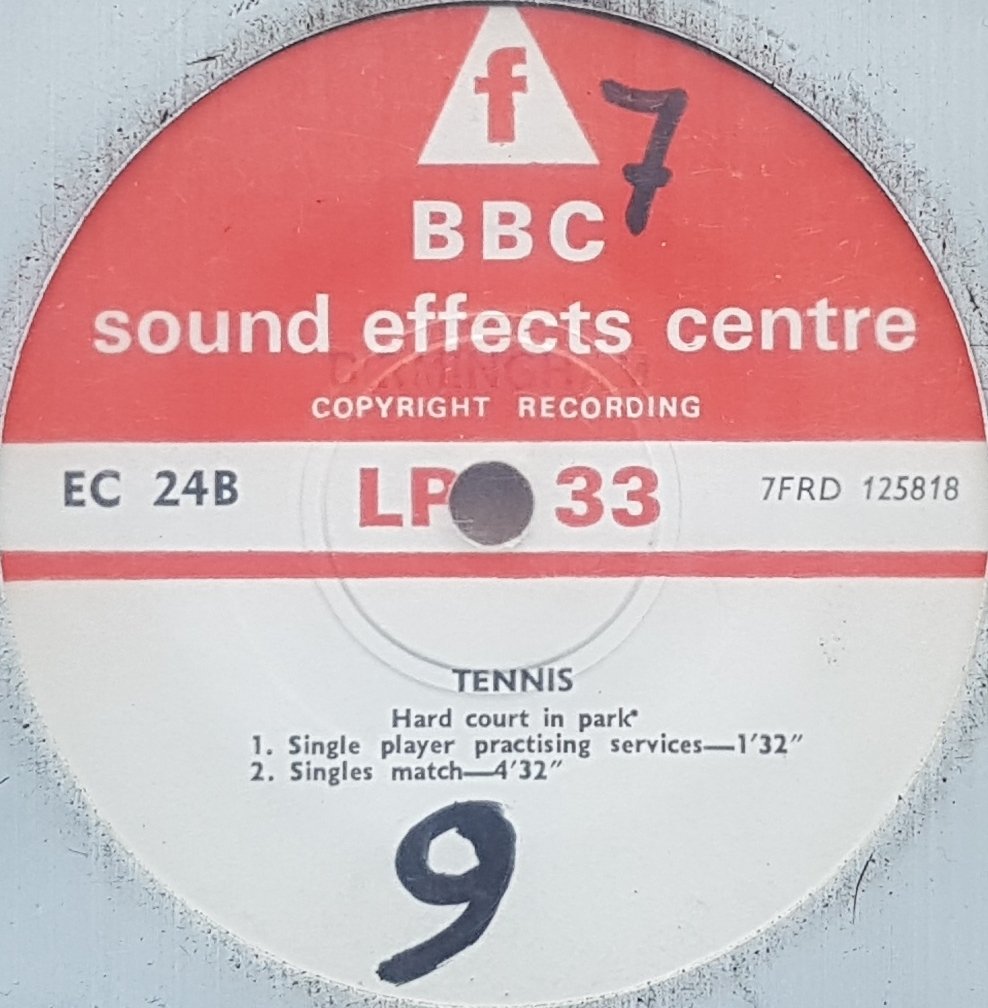 f
7
BBC
sound effects centre
BIRMINGHAM
COPYRIGHT RECORDING
EC 24B LP 33 7FRD 125818
TENNIS
Hard court in park
1. Single player practising services—1′32″
2. Singles match—4′32″
9